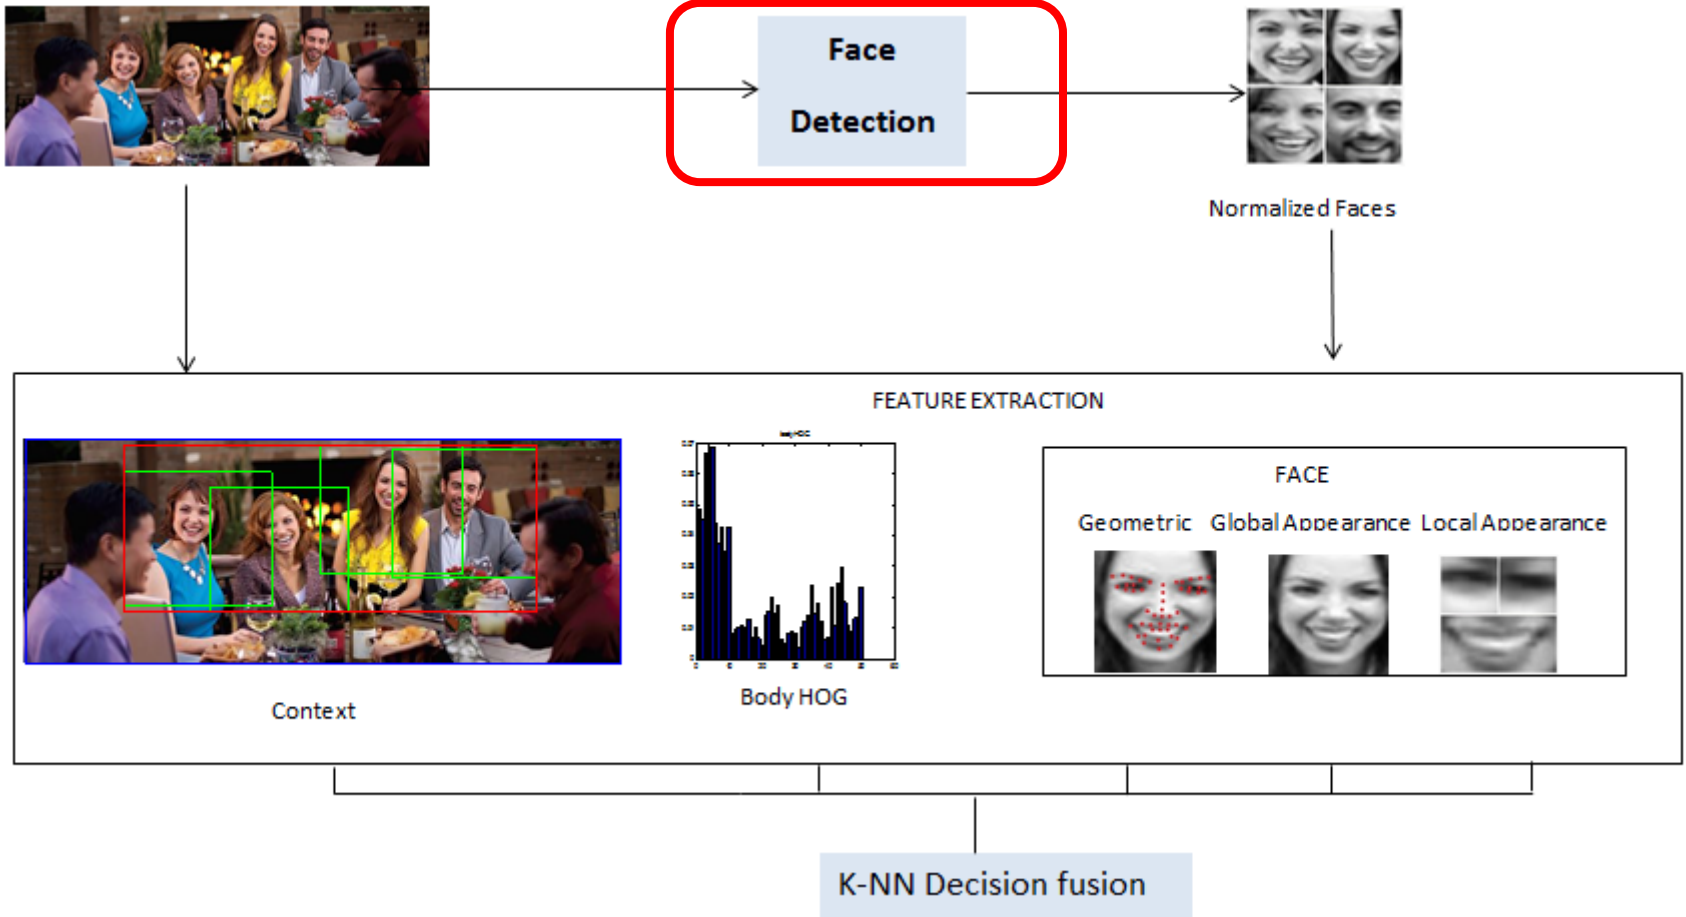 Face
Detection
Normalized Faces
FEATURE EXTRACTION
FACE
Geometric Global Appearance Local Appearance
Body HOG
Context
K-NN Decision fusion